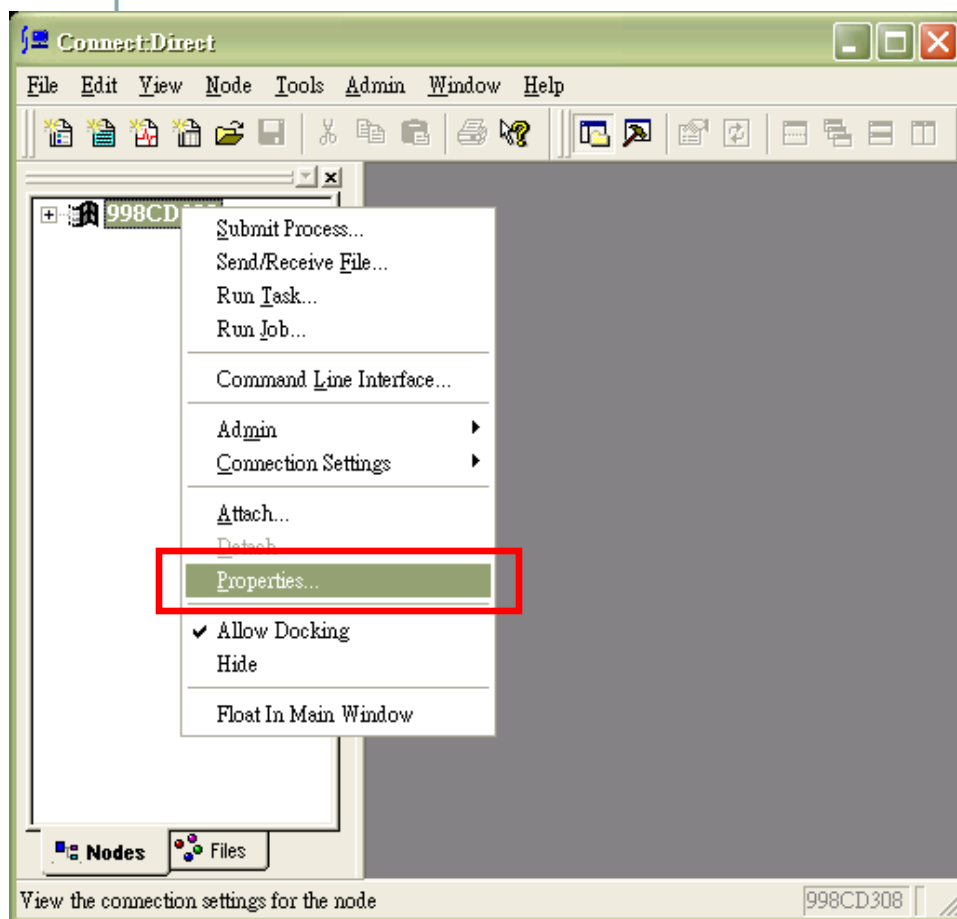 Connect:Direct
File Edit View Node Tools Admin Window Help
998CD
Submit Process...
Send/Receive File...
Run Task...
Run Job...
Command Line Interface...
Admin
Connection Settings
Attach...
Detach
Properties...
Allow Docking
Hide
Float In Main Window
Nodes Files
View the connection settings for the node 998CD308